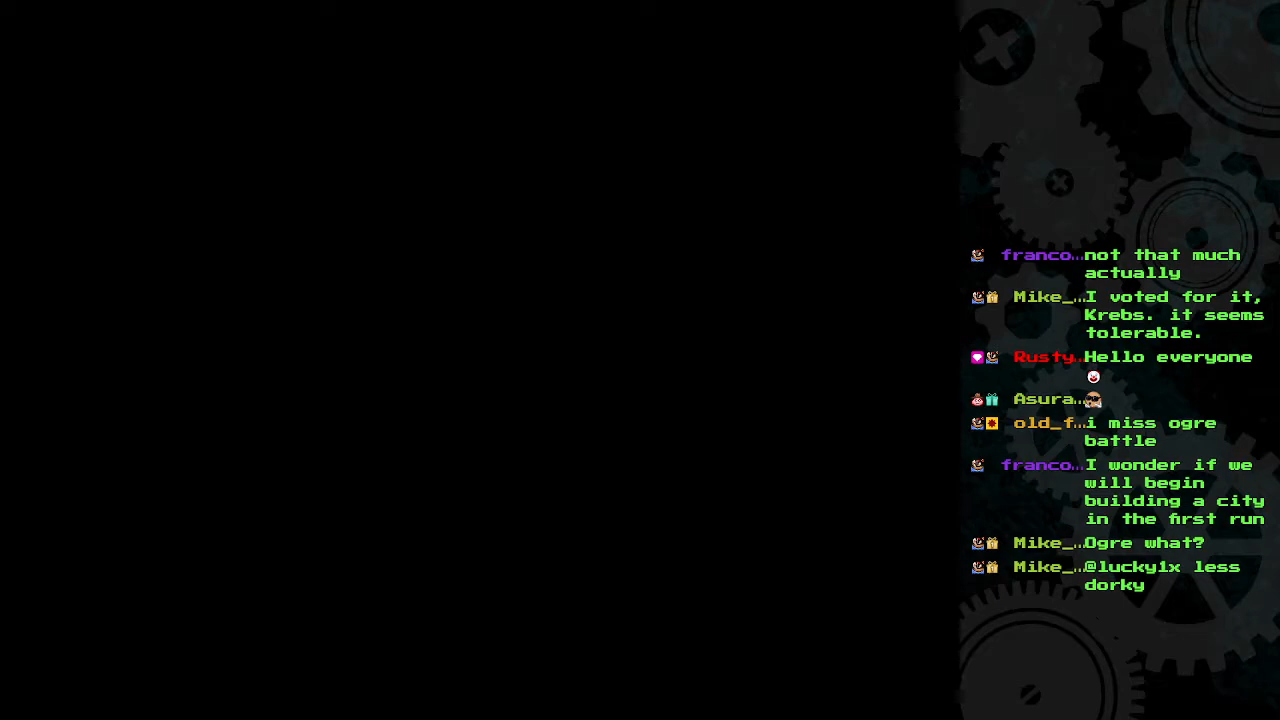 franco… not that much
actually
Mike_… I voted for it,
Krebs. it seems
tolerable.
Rusty… Hello everyone
Asura…
old_f… i miss ogre
battle
franco… I wonder if we
will begin
building a city
in the first run
Mike_… Ogre what?
Mike_… @lucky1x less
dorky